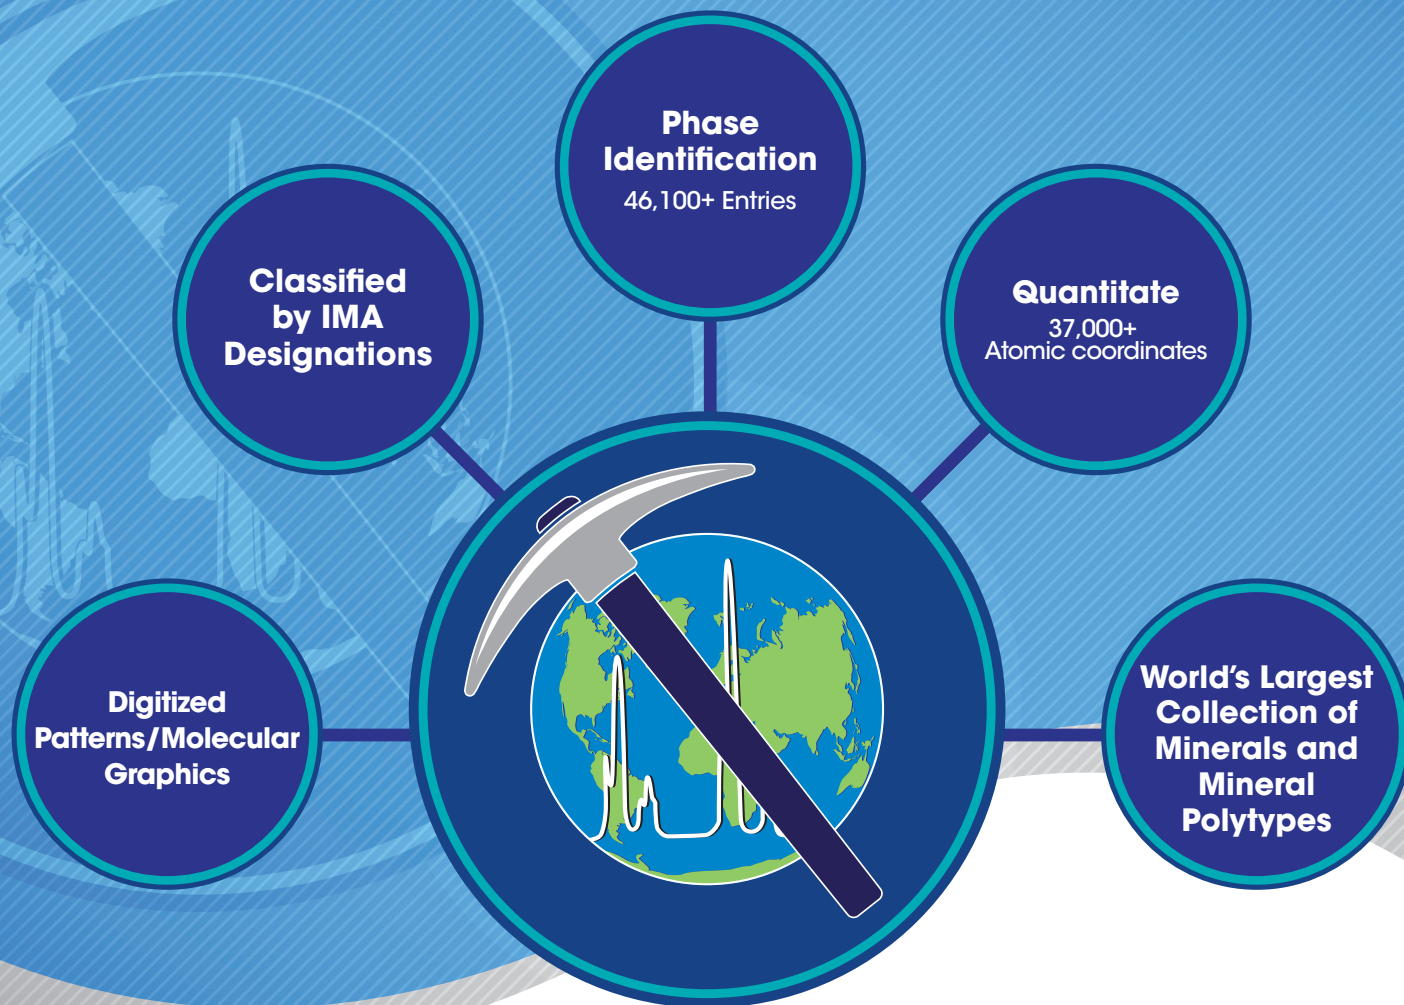 Phase
Identification
46,100+ Entries
Classified
by IMA
Designations
Quantitate
37,000+
Atomic coordinates
Digitized
Patterns/Molecular
Graphics
World's Largest
Collection of
Minerals and
Mineral
Polytypes